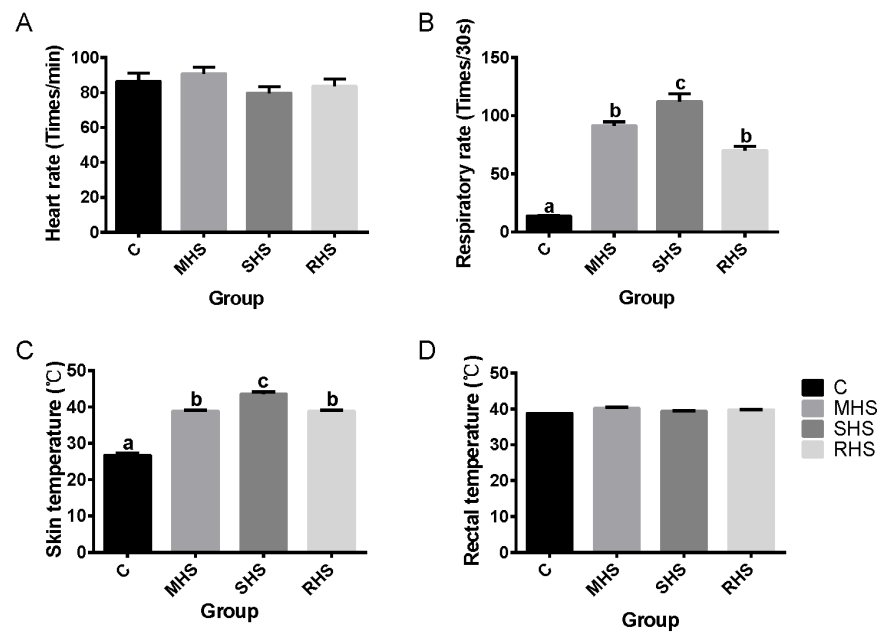 A
Heart rate (Times/min)
100
80
60
40
20
0
C
MHS
SHS
RHS
Group
B
Respiratory rate (Times/30s)
150
100
50
0
a
b
c
b
C
MHS
SHS
RHS
Group
C
Skin temperature (℃)
50
40
30
20
10
0
a
b
c
b
C
MHS
SHS
RHS
Group
D
Rectal temperature (℃)
50
40
30
20
10
0
C
MHS
SHS
RHS
Group
C
MHS
SHS
RHS